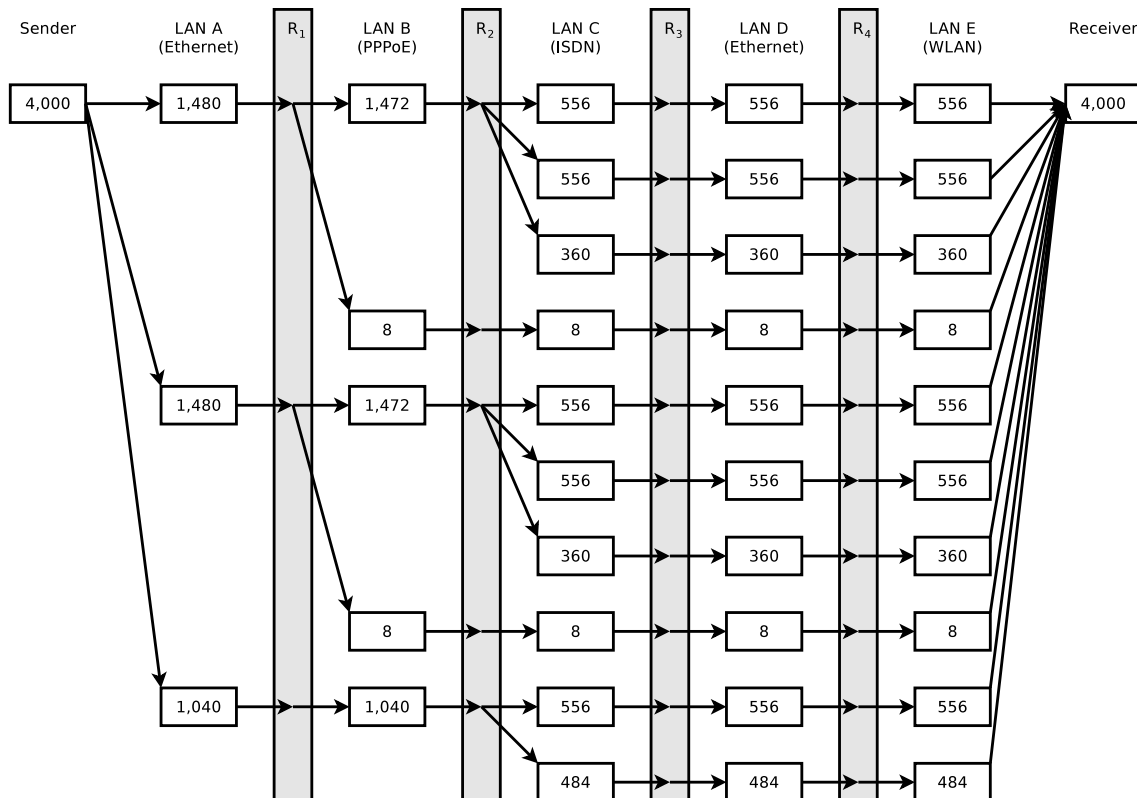 Sender
LAN A
(Ethernet)
R1
LAN B
(PPPoE)
R2
LAN C
(ISDN)
R3
LAN D
(Ethernet)
R4
LAN E
(WLAN)
Receiver
4,000
1,480
1,472
556
556
556
4,000
556
556
556
360
360
360
8
8
8
8
1,480
1,472
556
556
556
556
556
556
360
360
360
8
8
8
8
1,040
1,040
556
556
556
484
484
484